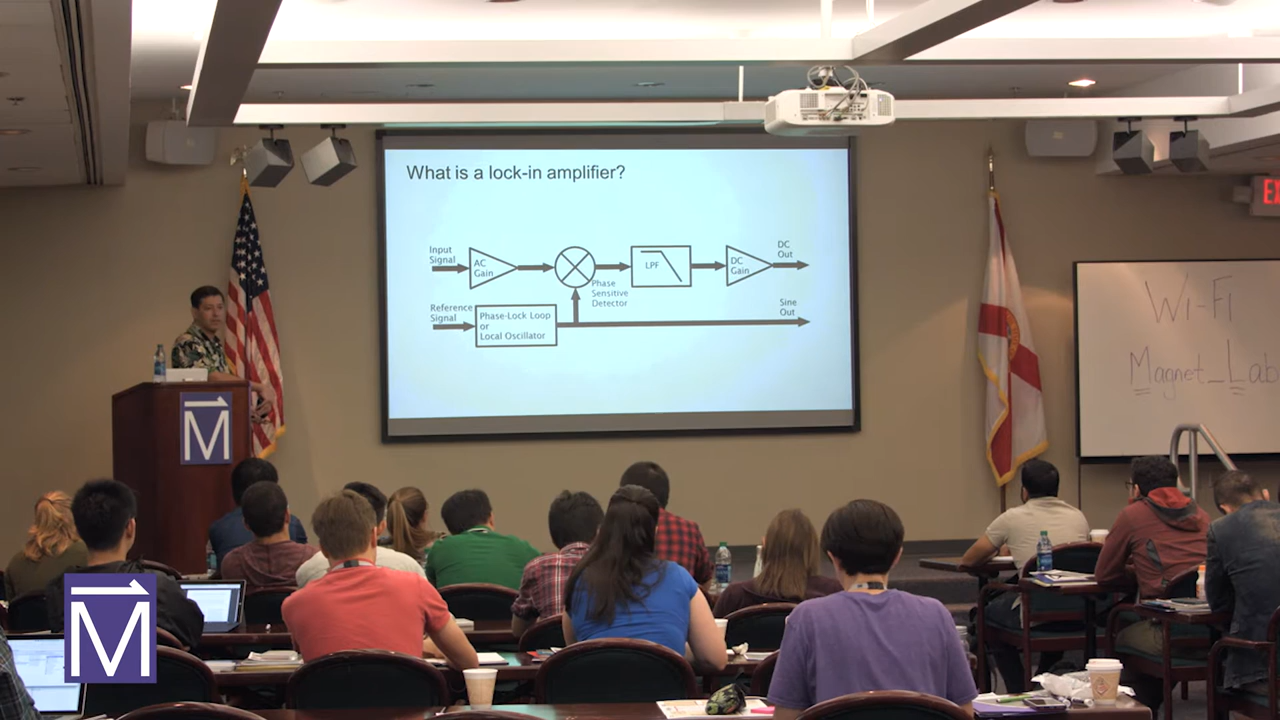 What is a lock-in amplifier?
Input
Signal
AC
Gain
LPF
DC
Gain
DC
Out
Phase
Sensitive
Detector
Reference
Signal
Phase-Lock Loop
or
Local Oscillator
Sine
Out
EX
Wi-Fi
Magnet_Lab
M
M